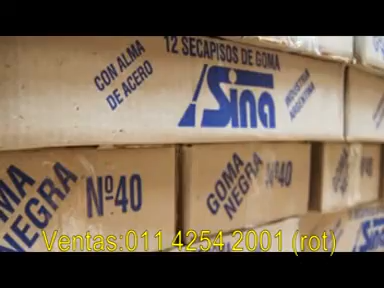 12 SECAPISOS DE GOMA
CON ALMA
DE ACERO
Sina
INDUSTRIA
ARGENTINA
GOMA
NEGRA
Nº40
GOMA
NEGRA
Nº40
Ventas:011 4254 2001 (rot)